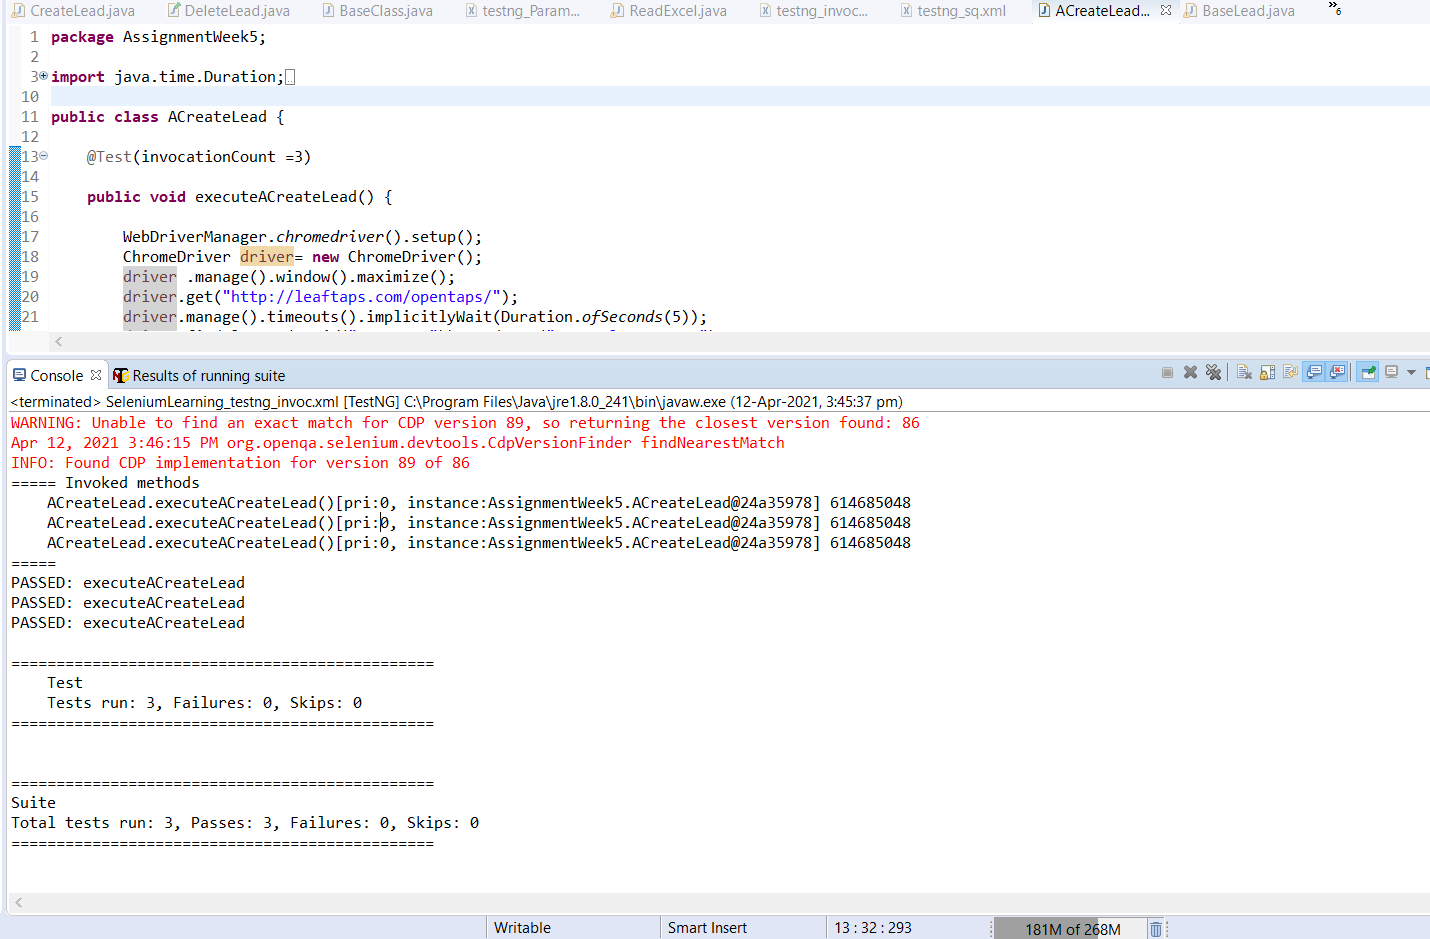 CreateLead.java DeleteLead.java BaseClass.java testng_Param... ReadExcel.java testng_invoc... testng_sq.xml ACreateLead... BaseLead.java »6
1 package AssignmentWeek5;
2
3 import java.time.Duration;
10
11 public class ACreateLead {
12
13 @Test(invocationCount =3)
14
15 public void executeACreateLead() {
16
17 WebDriverManager.chromedriver().setup();
18 ChromeDriver driver= new ChromeDriver();
19 driver .manage().window().maximize();
20 driver.get("http://leaftaps.com/opentaps/");
21 driver.manage().timeouts().implicitlyWait(Duration.ofSeconds(5));
Console Results of running suite
<terminated> SeleniumLearning_testng_invoc.xml [TestNG] C:\Program Files\Java\jre1.8.0_241\bin\javaw.exe (12-Apr-2021, 3:45:37 pm)
WARNING: Unable to find an exact match for CDP version 89, so returning the closest version found: 86
Apr 12, 2021 3:46:15 PM org.openqa.selenium.devtools.CdpVersionFinder findNearestMatch
INFO: Found CDP implementation for version 89 of 86
===== Invoked methods
ACreateLead.executeACreateLead()[pri:0, instance:AssignmentWeek5.ACreateLead@24a35978] 614685048
ACreateLead.executeACreateLead()[pri:0, instance:AssignmentWeek5.ACreateLead@24a35978] 614685048
ACreateLead.executeACreateLead()[pri:0, instance:AssignmentWeek5.ACreateLead@24a35978] 614685048
=====
PASSED: executeACreateLead
PASSED: executeACreateLead
PASSED: executeACreateLead
===============================================
Test
Tests run: 3, Failures: 0, Skips: 0
===============================================
===============================================
Suite
Total tests run: 3, Passes: 3, Failures: 0, Skips: 0
===============================================
Writable Smart Insert 13 : 32 : 293 181M of 268M